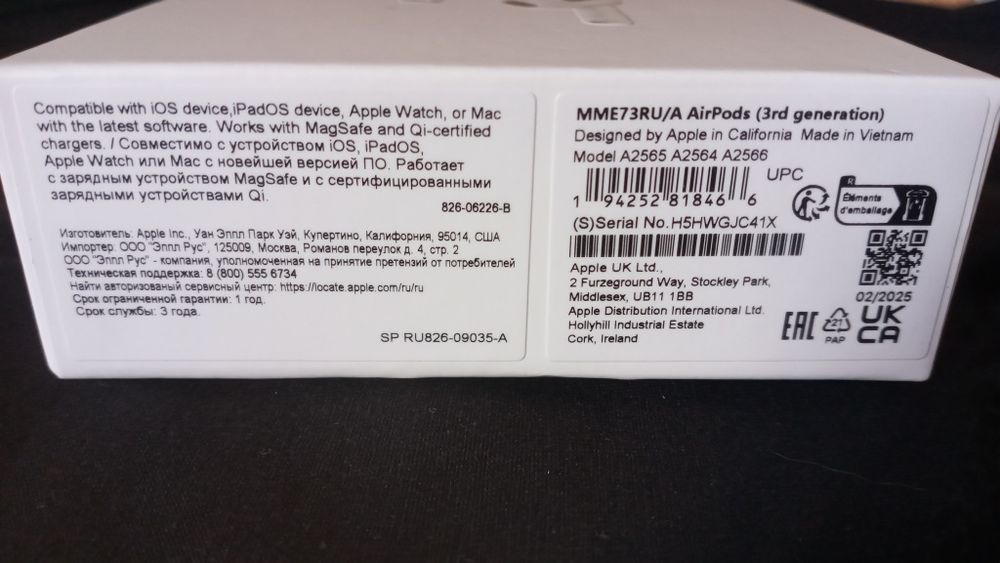 Compatible with iOS device,iPadOS device, Apple Watch, or Mac
with the latest software. Works with MagSafe and Qi-certified
chargers. / Совместимо с устройством iOS, iPadOS,
Apple Watch или Mac с новейшей версией ПО. Работает
с зарядным устройством MagSafe и с сертифицированными
зарядными устройствами Qi.
826-06226-B
Изготовитель: Apple Inc., Уан Эппл Парк Уэй, Купертино, Калифорния, 95014, США
Импортер: ООО "Эппл Рус", 125009, Москва, Романов переулок д. 4, стр. 2
ООО "Эппл Рус" - компания, уполномоченная на принятие претензий от потребителей
Техническая поддержка: 8 (800) 555 6734
Найти авторизованый сервисный центр: https://locate.apple.com/ru/ru
Срок ограниченной гарантии: 1 год.
Срок службы: 3 года.
SP RU826-09035-A
MME73RU/A AirPods (3rd generation)
Designed by Apple in California Made in Vietnam
Model A2565 A2564 A2566
UPC
1 94252 81846 6
(S)Serial No.H5HWGJC41X
FR
R
Éléments
d'emballage
Apple UK Ltd.,
2 Furzeground Way, Stockley Park,
Middlesex, UB11 1BB
Apple Distribution International Ltd.
Hollyhill Industrial Estate
Cork, Ireland
02/2025
EAC
21
PAP
UK
CA